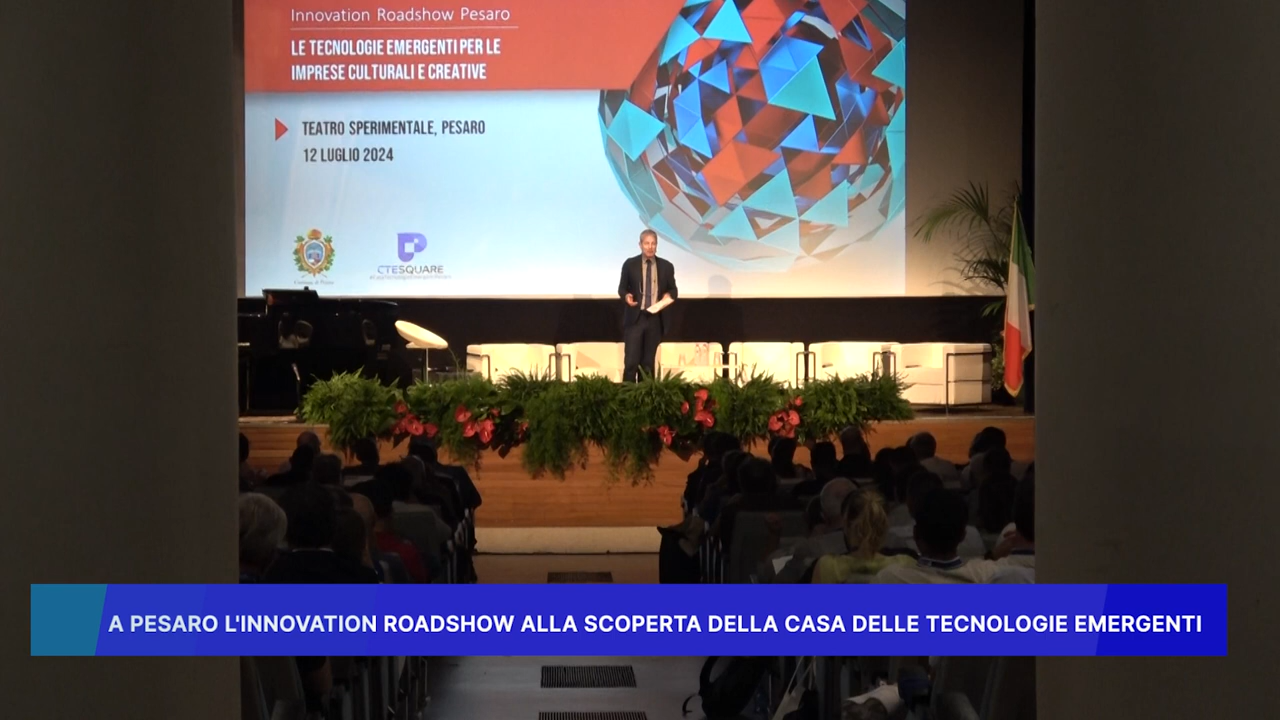 Innovation Roadshow Pesaro
LE TECNOLOGIE EMERGENTI PER LE
IMPRESE CULTURALI E CREATIVE
TEATRO SPERIMENTALE, PESARO
12 LUGLIO 2024
CTESQUARE
A PESARO L'INNOVATION ROADSHOW ALLA SCOPERTA DELLA CASA DELLE TECNOLOGIE EMERGENTI